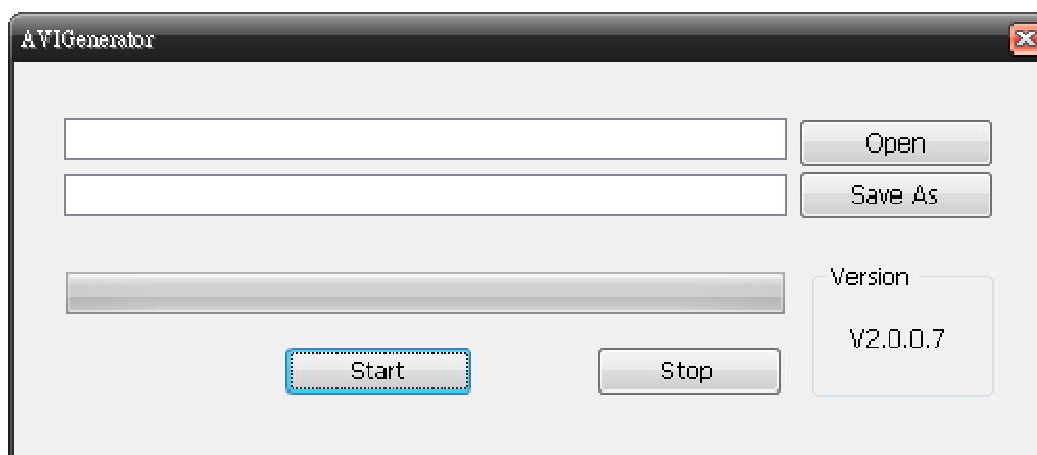 AVIGenerator
Open
Save As
Version
V2.0.0.7
Start
Stop